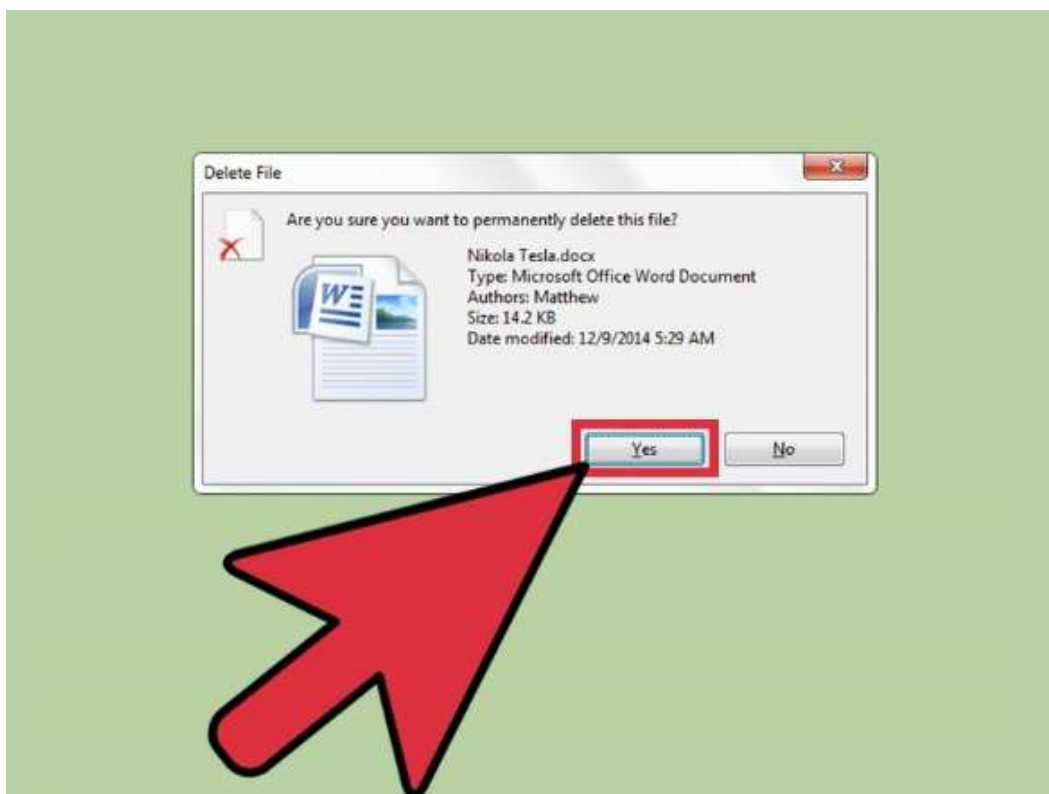 Delete File
Are you sure you want to permanently delete this file?
Nikola Tesla.docx
Type: Microsoft Office Word Document
Authors: Matthew
Size: 14.2 KB
Date modified: 12/9/2014 5:29 AM
W
Yes
No